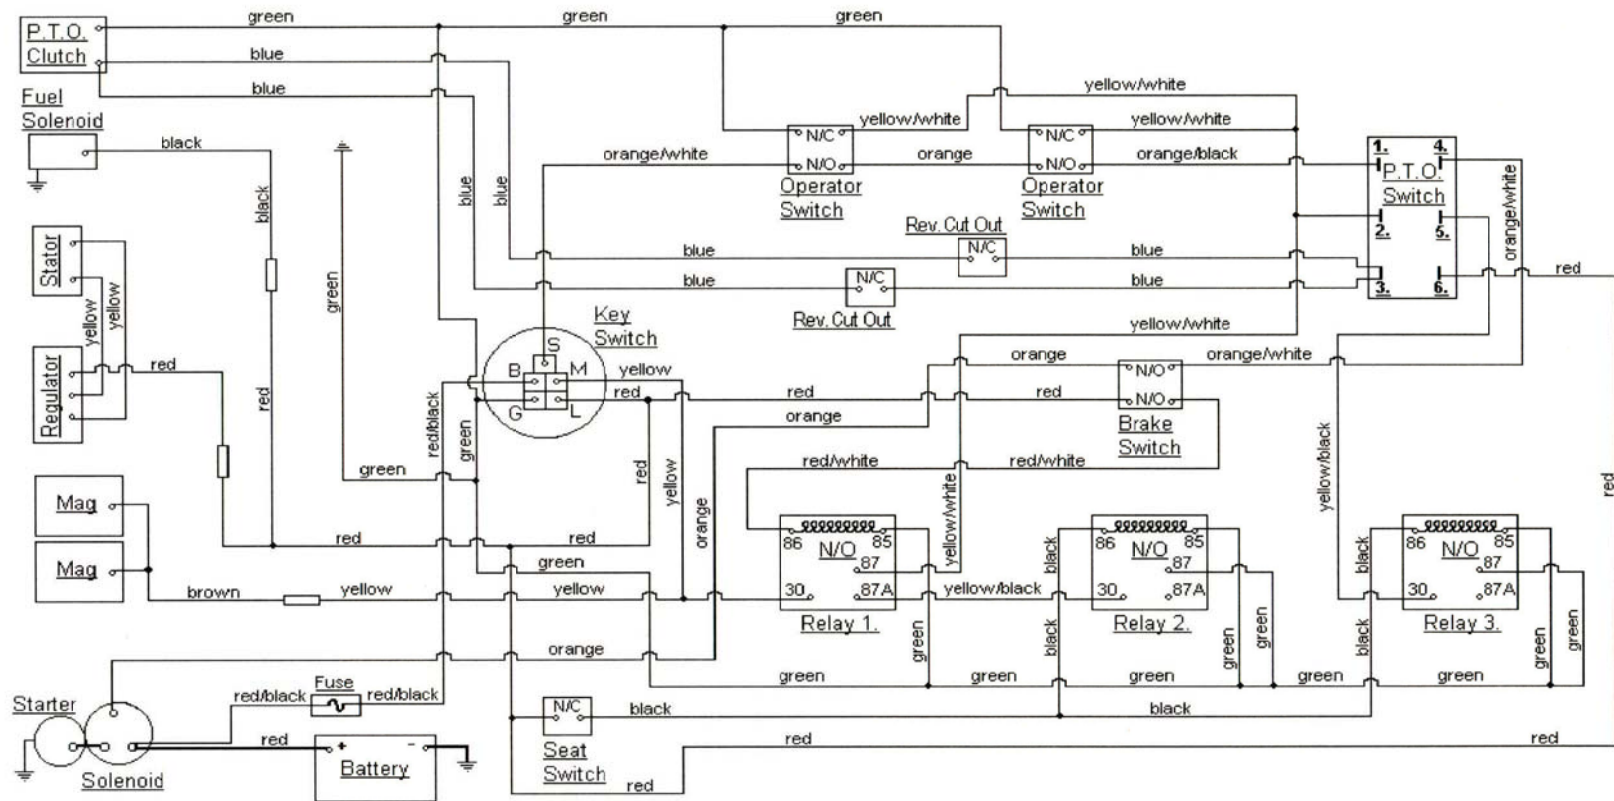 green green green
P.T.O.
Clutch
blue
blue
yellow/white
Fuel
Solenoid
black
yellow/white yellow/white
N/C N/C
orange/white orange orange/black
N/O N/O
Operator
Switch
Operator
Switch
1. 4.
P.T.O.
Switch
2. 5.
3. 6.
orange/white
black
blue
blue
Rev. Cut Out
N/C
blue blue
N/C
blue blue
Rev. Cut Out
red
Stator
yellow
yellow
green
Key
Switch
yellow/white
S
B M
G L
yellow
red
orange orange/white
N/O
red red
N/O
Brake
Switch
Regulator
red
red
red/black
green
orange
green
red
yellow
orange
red/white red/white
yellow/white
yellow/black
red
Mag
Mag
red red
green
brown yellow yellow
86 85
N/O
87
30 87A
Relay 1.
yellow/black
black
86 85
N/O
87
30 87A
Relay 2.
black
86 85
N/O
87
30 87A
Relay 3.
green
black
green
green
black
green
green
orange
green green green green
Fuse
red/black red/black
N/C
black black
Seat
Switch
Starter
Solenoid
red
+ -
Battery
red red
red